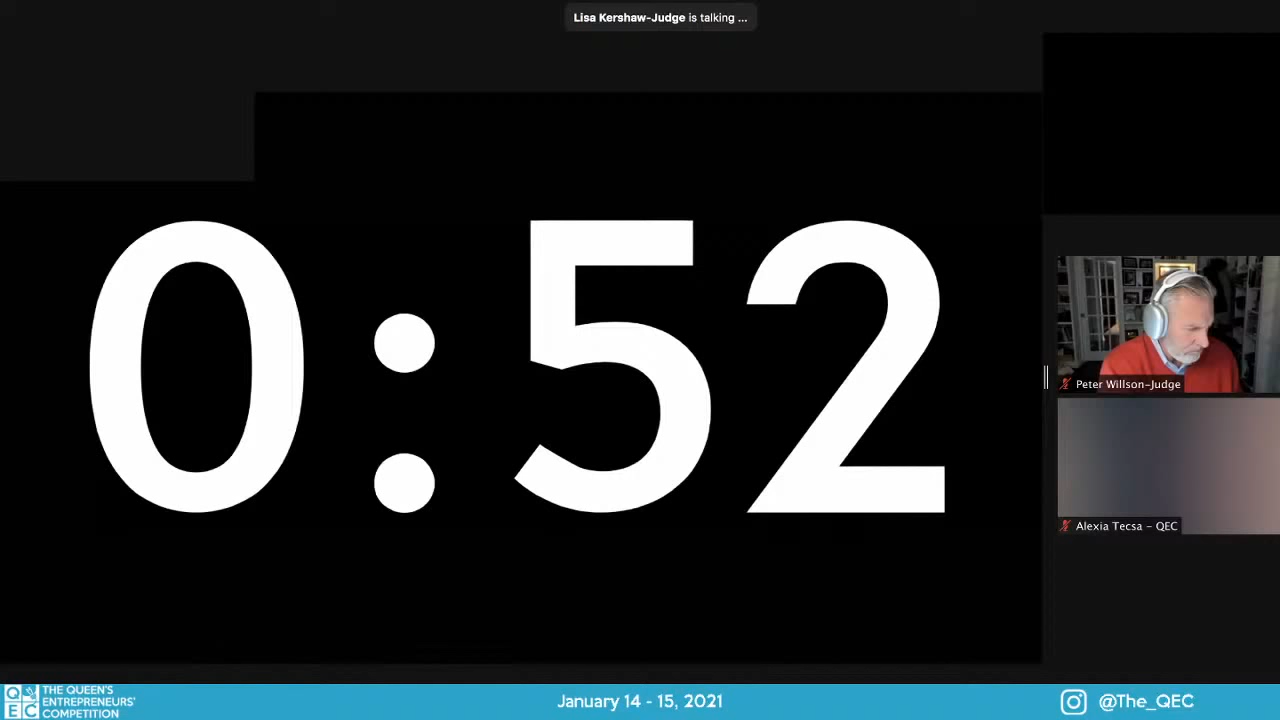 Lisa Kershaw-Judge is talking ...
0:52
Peter Willson-Judge
Alexia Tecsa - QEC
QEC
THE QUEEN'S
ENTREPRENEURS'
COMPETITION
January 14 - 15, 2021
@The_QEC